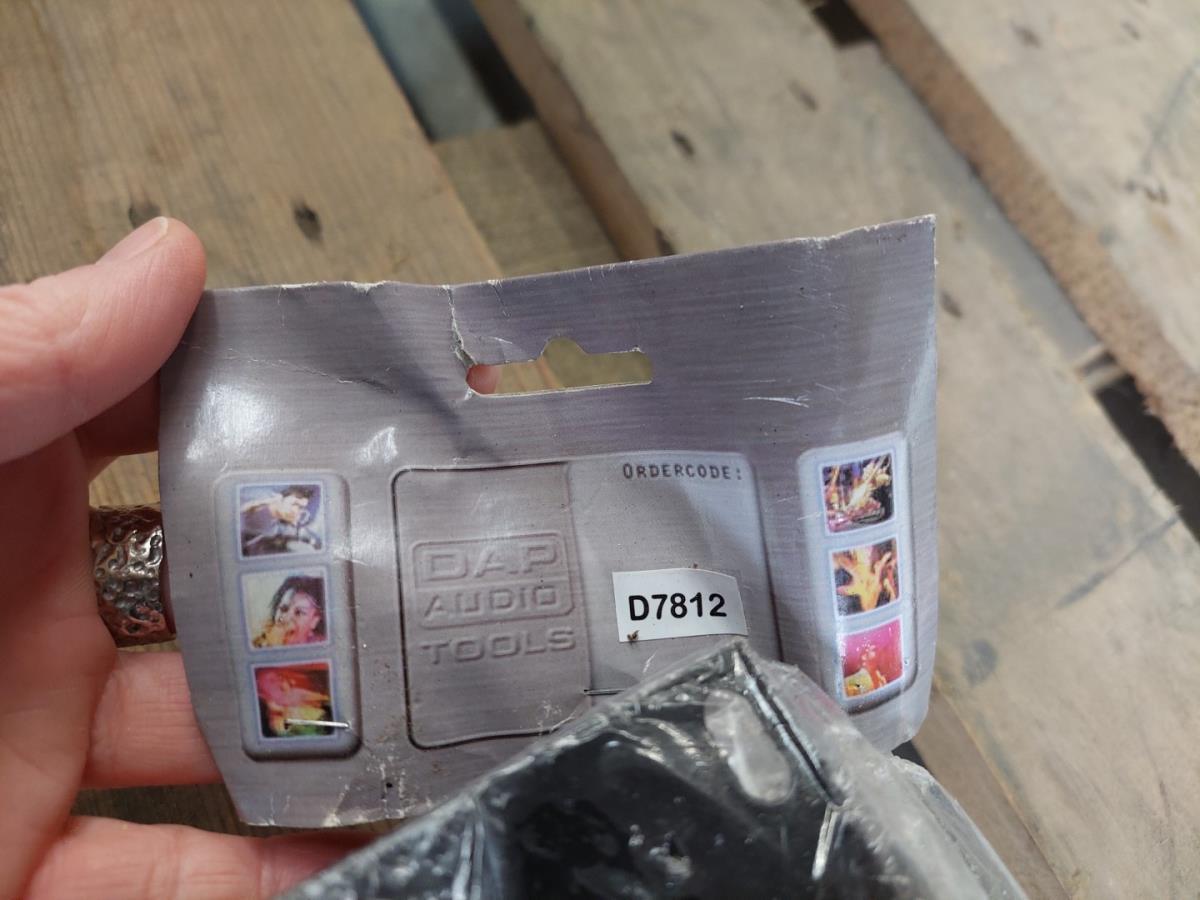 ORDERCODE:
DAP
AUDIO
TOOLS
D7812